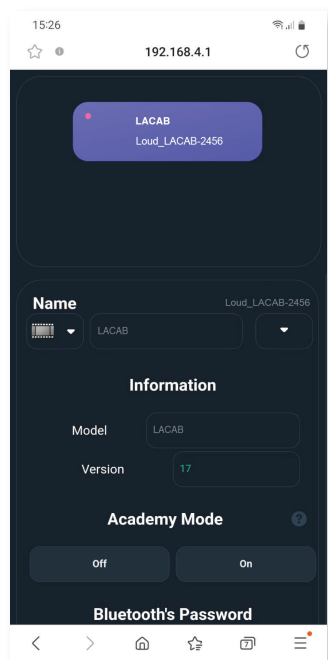 15:26
192.168.4.1
LACAB
Loud_LACAB-2456
Name
Loud_LACAB-2456
LACAB
Information
Model
LACAB
Version
17
Academy Mode
?
Off
On
Bluetooth's Password
7